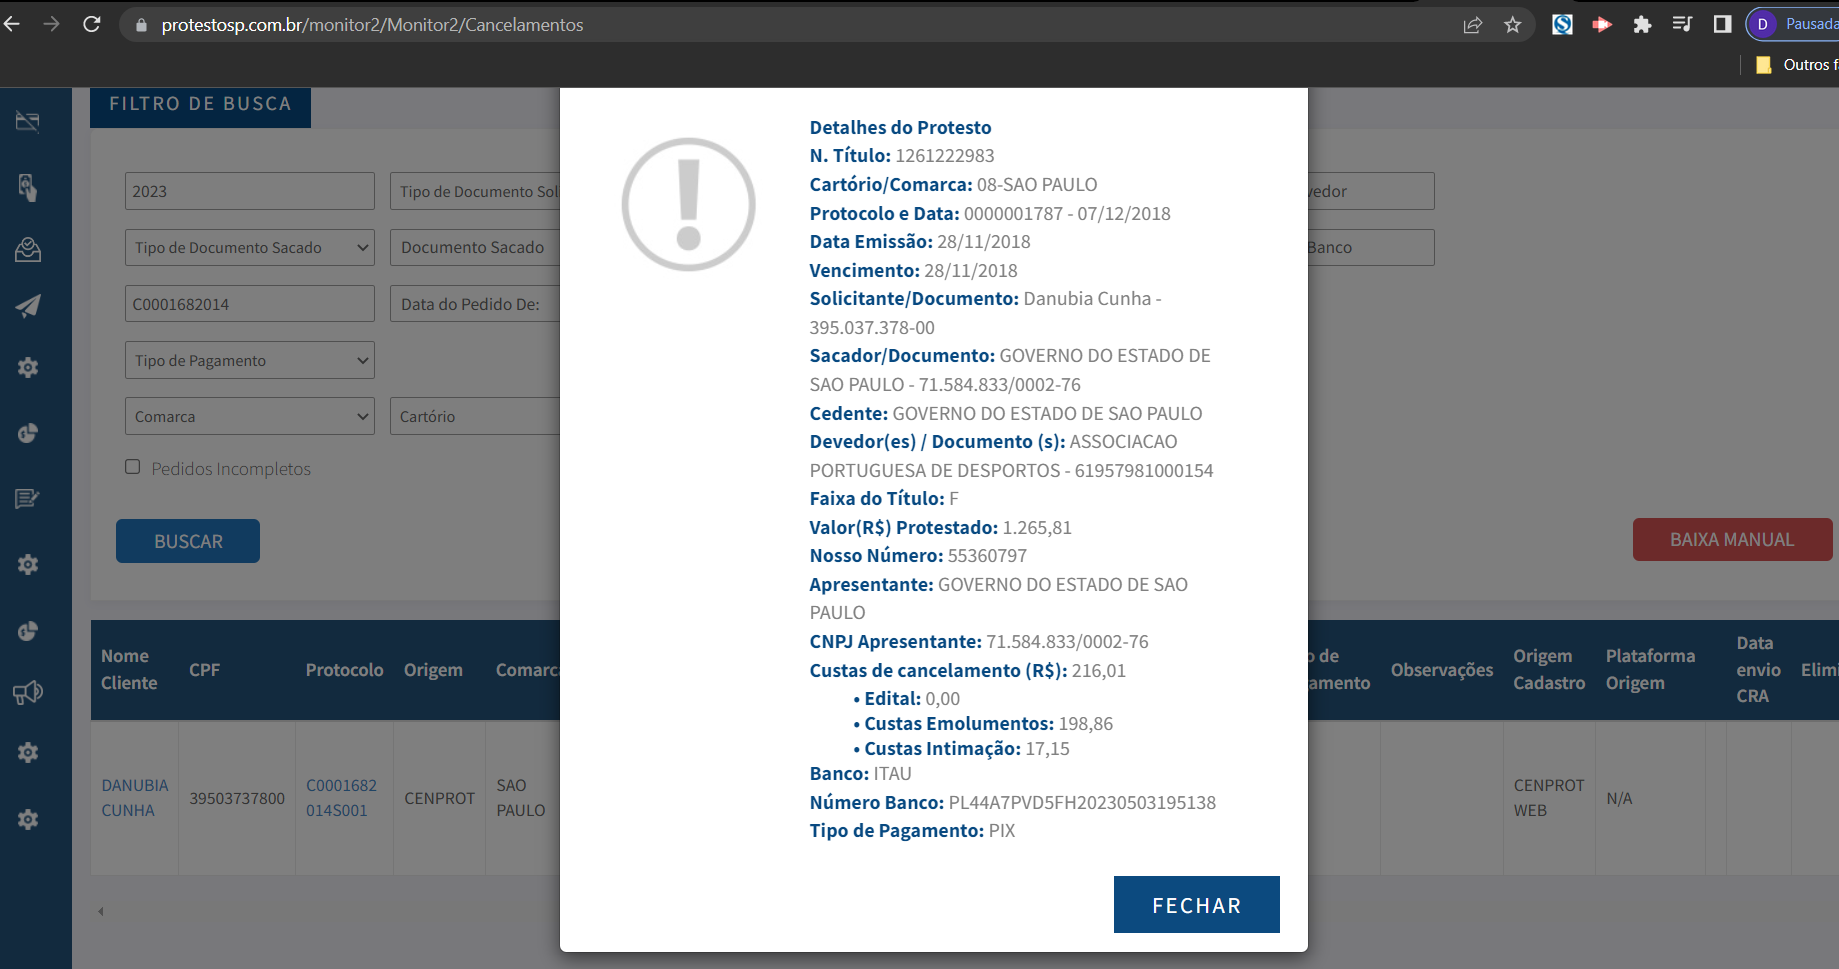 protestosp.com.br/monitor2/Monitor2/Cancelamentos
D Pausada
Outros f
FILTRO DE BUSCA
2023
Tipo de Documento Sol
vedor
Tipo de Documento Sacado
Documento Sacado
Banco
C0001682014
Data do Pedido De:
Tipo de Pagamento
Comarca
Cartório
Pedidos Incompletos
BUSCAR
BAIXA MANUAL
Detalhes do Protesto
N. Título: 1261222983
Cartório/Comarca: 08-SAO PAULO
Protocolo e Data: 0000001787 - 07/12/2018
Data Emissão: 28/11/2018
Vencimento: 28/11/2018
Solicitante/Documento: Danubia Cunha -
395.037.378-00
Sacador/Documento: GOVERNO DO ESTADO DE
SAO PAULO - 71.584.833/0002-76
Cedente: GOVERNO DO ESTADO DE SAO PAULO
Devedor(es) / Documento (s): ASSOCIACAO
PORTUGUESA DE DESPORTOS - 61957981000154
Faixa do Título: F
Valor(R$) Protestado: 1.265,81
Nosso Número: 55360797
Apresentante: GOVERNO DO ESTADO DE SAO
PAULO
CNPJ Apresentante: 71.584.833/0002-76
Custas de cancelamento (R$): 216,01
• Edital: 0,00
• Custas Emolumentos: 198,86
• Custas Intimação: 17,15
Banco: ITAU
Número Banco: PL44A7PVD5FH20230503195138
Tipo de Pagamento: PIX
FECHAR
Nome
Cliente
CPF
Protocolo
Origem
Comarca
o de
amento
Observações
Origem
Cadastro
Plataforma
Origem
Data
envio
CRA
Elimi
DANUBIA
CUNHA
39503737800
C0001682
014S001
CENPROT
SAO
PAULO
CENPROT
WEB
N/A